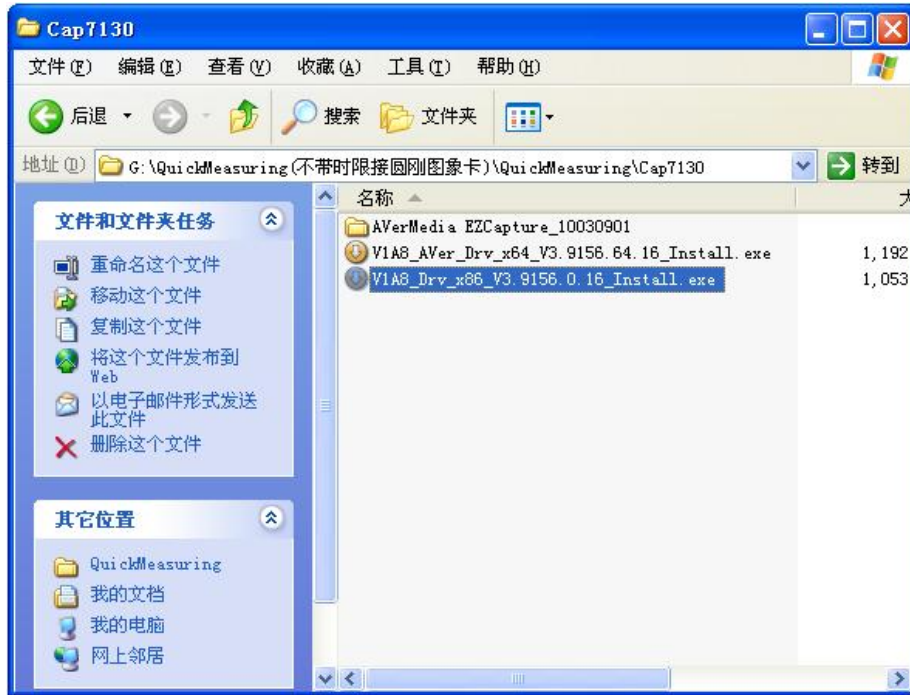 Cap7130
文件(F) 编辑(E) 查看(V) 收藏(A) 工具(T) 帮助(H)
后退 搜索 文件夹
地址(D) G:\QuickMeasuring(不带时限接圆刚图象卡)\QuickMeasuring\Cap7130 转到
名称 大
文件和文件夹任务
重命名这个文件
移动这个文件
复制这个文件
将这个文件发布到
Web
以电子邮件形式发送
此文件
删除这个文件
其它位置
QuickMeasuring
我的文档
我的电脑
网上邻居
AVerMedia EZCapture_10030901
V1A8_AVer_Drv_x64_V3.9156.64.16_Install.exe 1,192
V1A8_Drv_x86_V3.9156.0.16_Install.exe 1,053